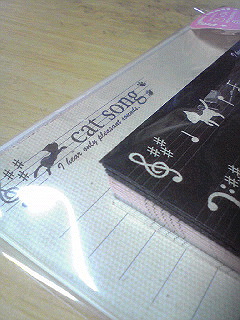 cat song
I hear only pleasant sounds.